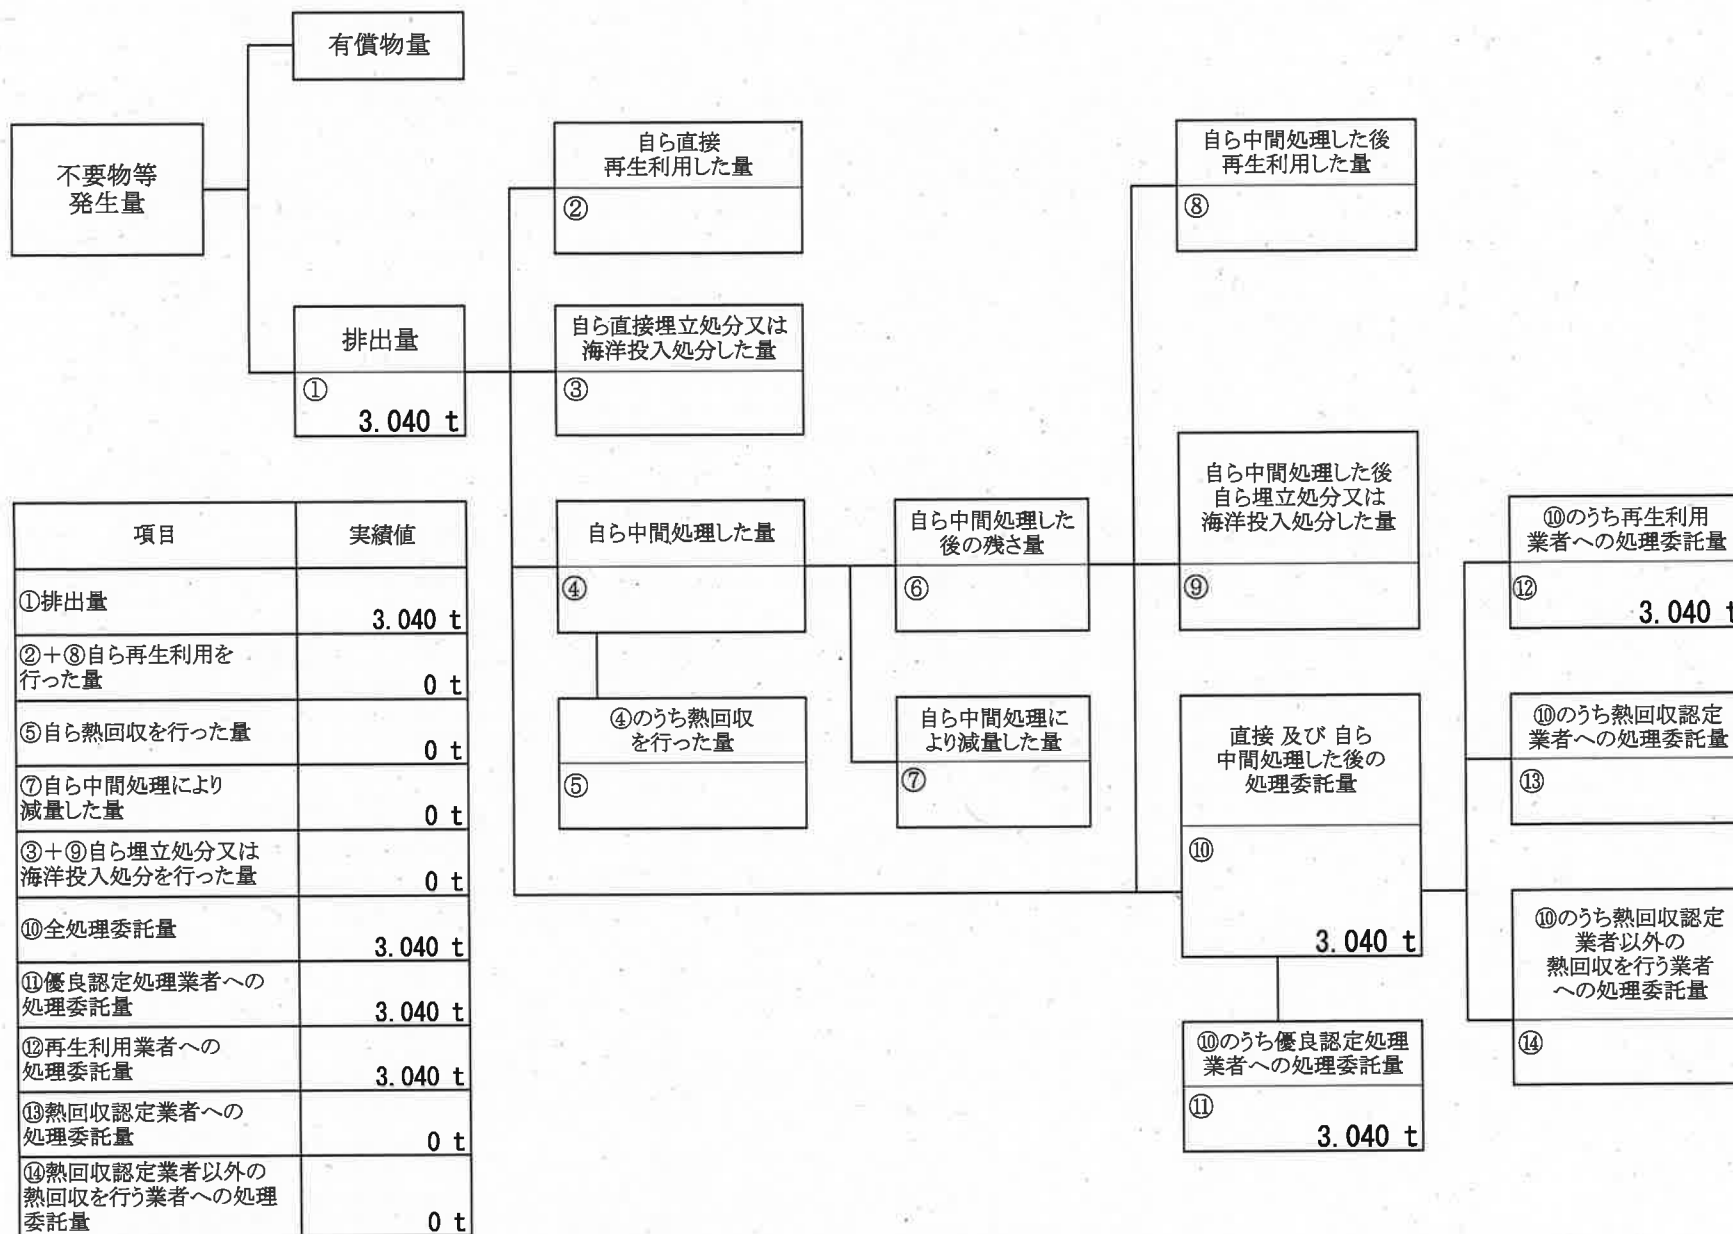 有償物量
不要物等
発生量
排出量
①
3.040 t
自ら直接
再生利用した量
②
自ら直接埋立処分又は
海洋投入処分した量
③
自ら中間処理した量
④
④のうち熱回収
を行った量
⑤
自ら中間処理した
後の残さ量
⑥
自ら中間処理に
より減量した量
⑦
自ら中間処理した後
再生利用した量
⑧
自ら中間処理した後
自ら埋立処分又は
海洋投入処分した量
⑨
直接 及び 自ら
中間処理した後の
処理委託量
⑩
3.040 t
⑩のうち優良認定処理
業者への処理委託量
⑪
3.040 t
⑩のうち再生利用
業者への処理委託量
⑫
3.040 t
⑩のうち熱回収認定
業者への処理委託量
⑬
⑩のうち熱回収認定
業者以外の
熱回収を行う業者
への処理委託量
⑭
項目 実績値
①排出量
3.040 t
②+⑧自ら再生利用を
行った量
0 t
⑤自ら熱回収を行った量
0 t
⑦自ら中間処理により
減量した量
0 t
③+⑨自ら埋立処分又は
海洋投入処分を行った量
0 t
⑩全処理委託量
3.040 t
⑪優良認定処理業者への
処理委託量
3.040 t
⑫再生利用業者への
処理委託量
3.040 t
⑬熱回収認定業者への
処理委託量
0 t
⑭熱回収認定業者以外の
熱回収を行う業者への処理
委託量
0 t